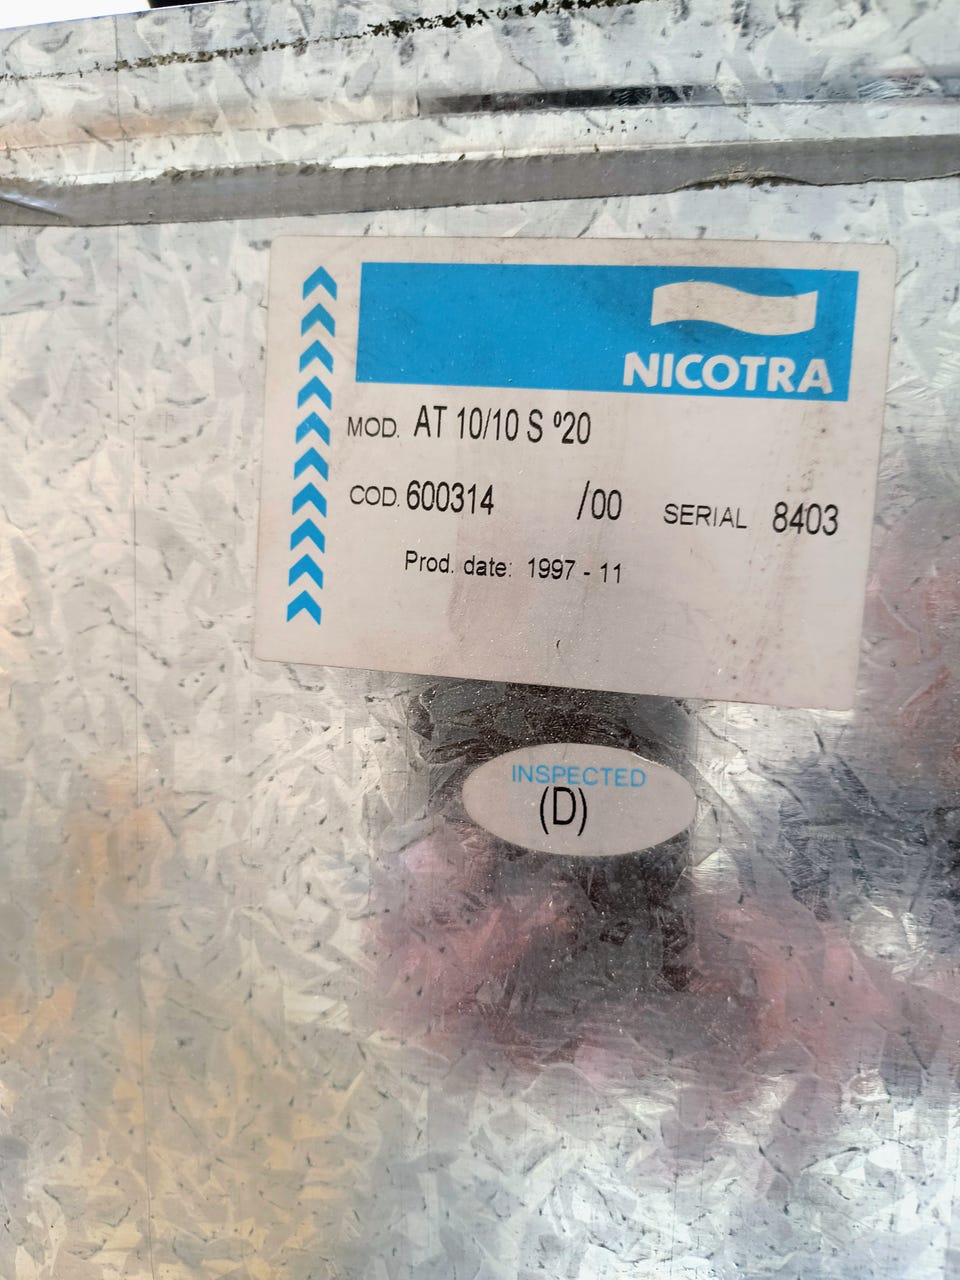 NICOTRA
MOD. AT 10/10 S º20
COD. 600314 /00 SERIAL 8403
Prod. date: 1997 - 11
INSPECTED
(D)